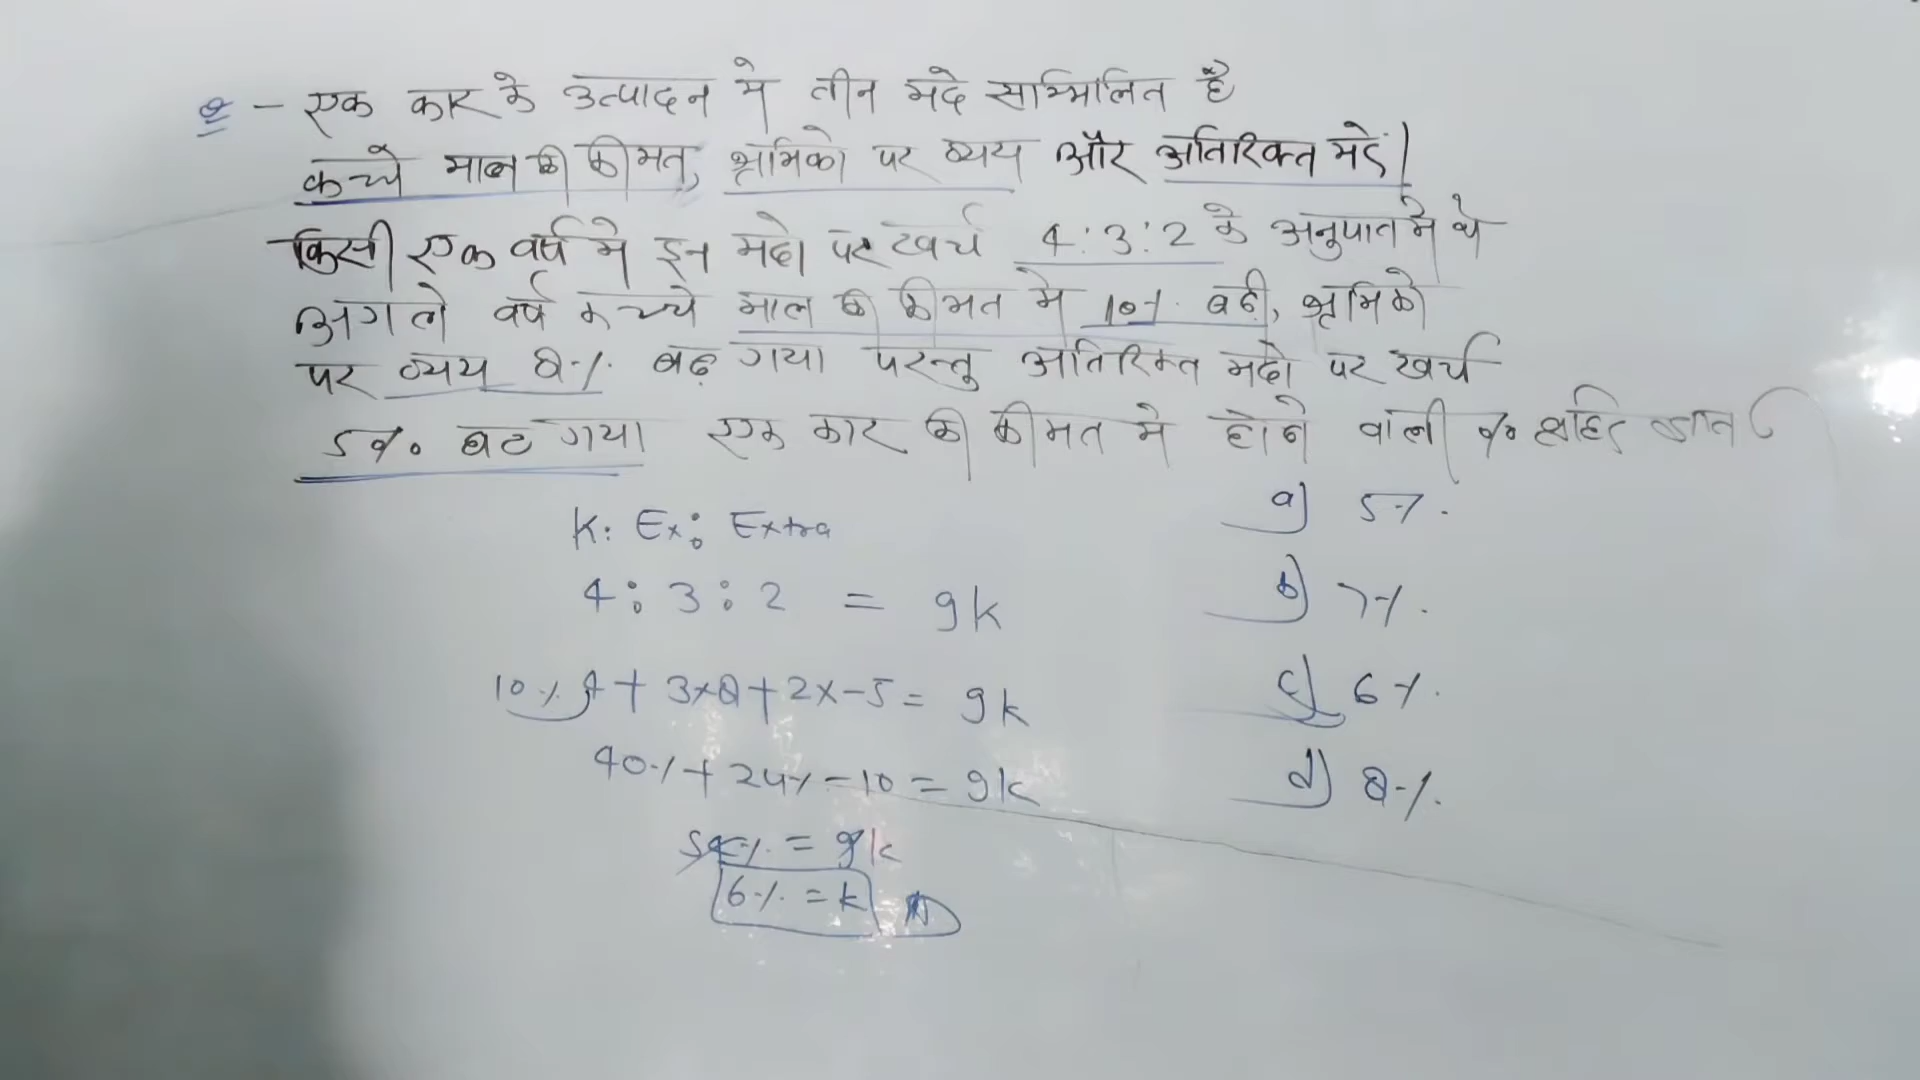 Q - एक कार के उत्पादन मे तीन मदे सम्मिलित है
कच्चे माल की कीमत, श्रमिको पर व्यय और अतिरिक्त मदे।
किसी एक वर्ष मे इन मदो पर खर्च 4:3:2 के अनुपात मे थे
अगले वर्ष कच्चे माल की कीमत मे 10% बढ़ी, श्रमिको
पर व्यय 8% बढ़ गया परन्तु अतिरिक्त मदो पर खर्च
5% घट गया एक कार की कीमत मे होने वाली %
K: Ex: Extra
4:3:2 = 9k
10% 4 + 3x8 + 2x-5 = 9k
40% + 24% - 10 = 9k
54% = 9k
6% = k
a) 5%.
b) 7%.
c) 6%.
d) 8%.